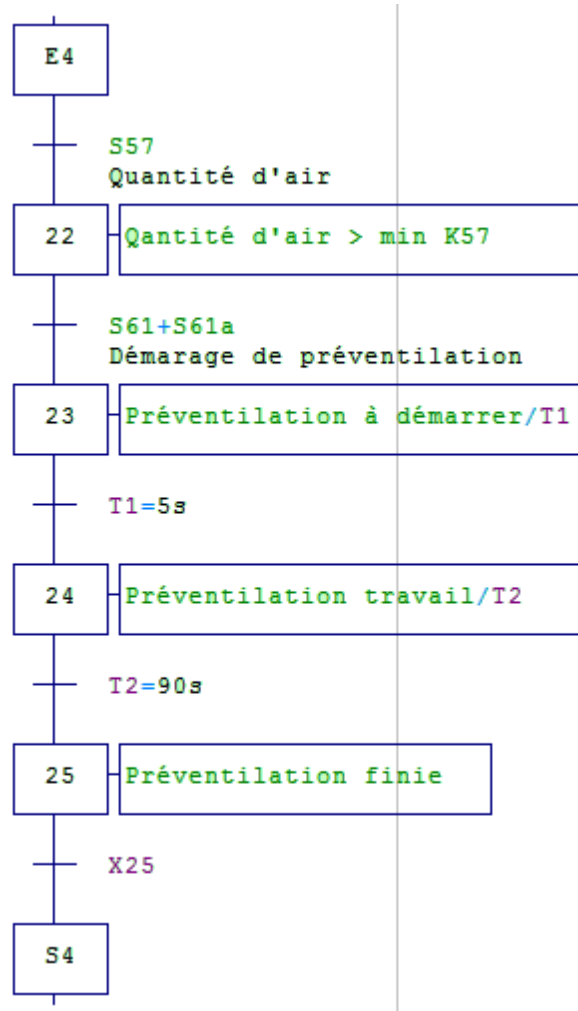 E4
S57
Quantité d'air
22 Qantité d'air > min K57
S61+S61a
Démarage de préventilation
23 Préventilation à démarrer/T1
T1=5s
24 Préventilation travail/T2
T2=90s
25 Préventilation finie
X25
S4